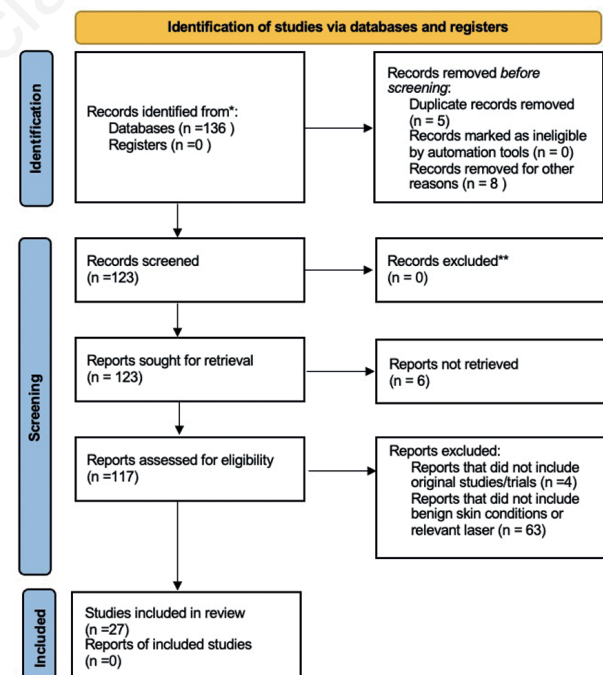 Identification of studies via databases and registers
Identification
Records identified from*:
Databases (n =136 )
Registers (n =0 )
Records removed before
screening:
Duplicate records removed
(n = 5)
Records marked as ineligible
by automation tools (n = 0)
Records removed for other
reasons (n = 8 )
Screening
Records screened
(n =123)
Records excluded**
(n = 0)
Reports sought for retrieval
(n = 123)
Reports not retrieved
(n = 6)
Reports assessed for eligibility
(n =117)
Reports excluded:
Reports that did not include
original studies/trials (n =4)
Reports that did not include
benign skin conditions or
relevant laser (n = 63)
Included
Studies included in review
(n =27)
Reports of included studies
(n =0)